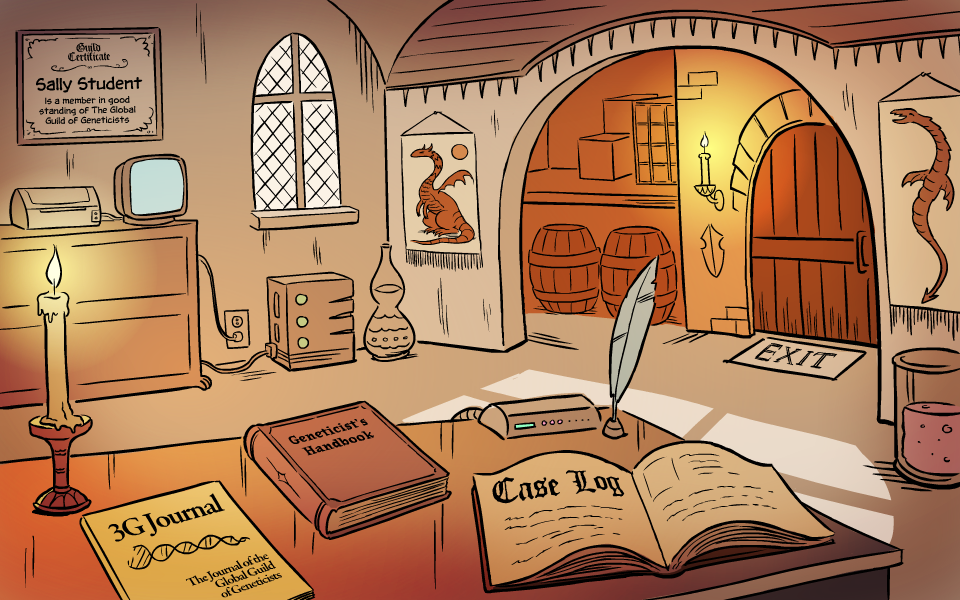 Guild
Certificate
Sally Student
Is a member in good
standing of The Global
Guild of Geneticists
EXIT
Geneticist's
Handbook
Case Log
3G Journal
The Journal of the
Global Guild
of Geneticists